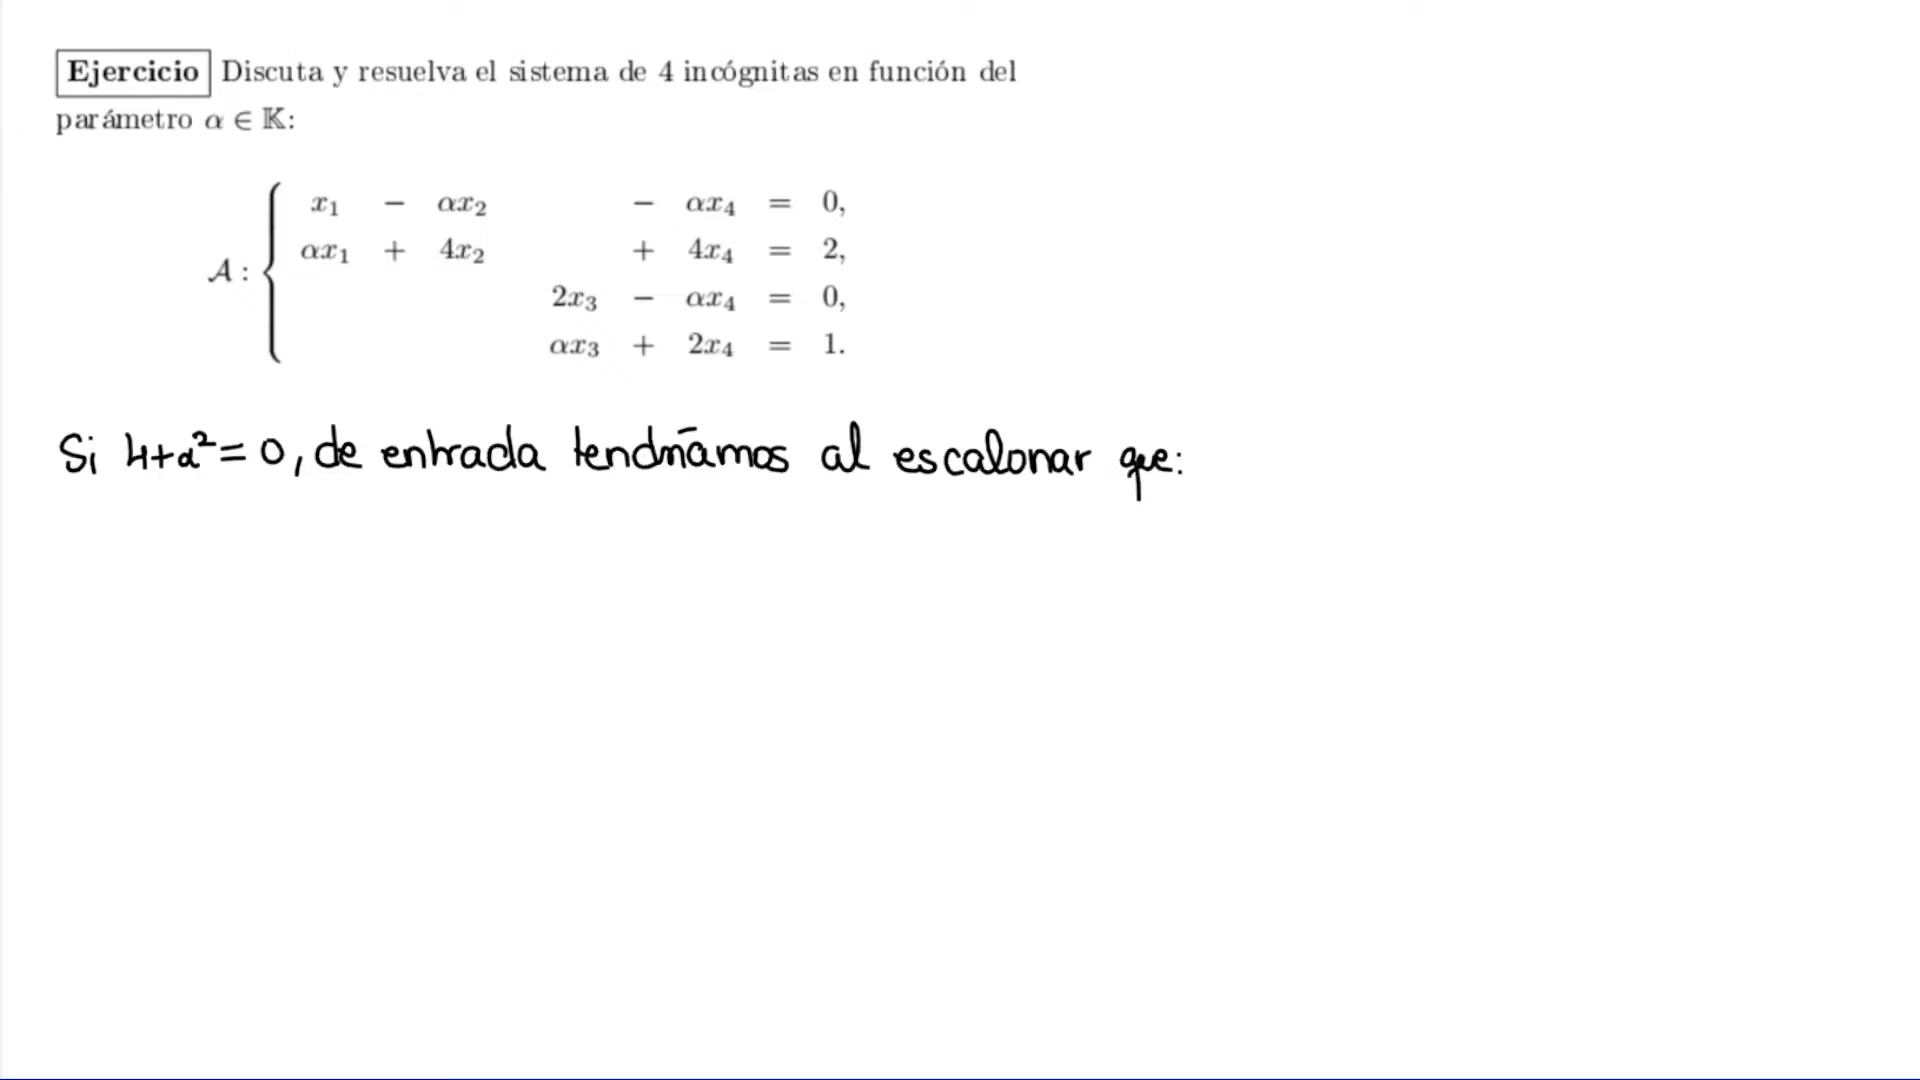 Ejercicio Discuta y resuelva el sistema de 4 incógnitas en función del
parámetro α ∈ 𝕂:
x₁ − αx₂ − αx₄ = 0,
αx₁ + 4x₂ + 4x₄ = 2,
𝒜 :
2x₃ − αx₄ = 0,
αx₃ + 2x₄ = 1.
Si 4+α²=0, de entrada tendríamos al escalonar que: